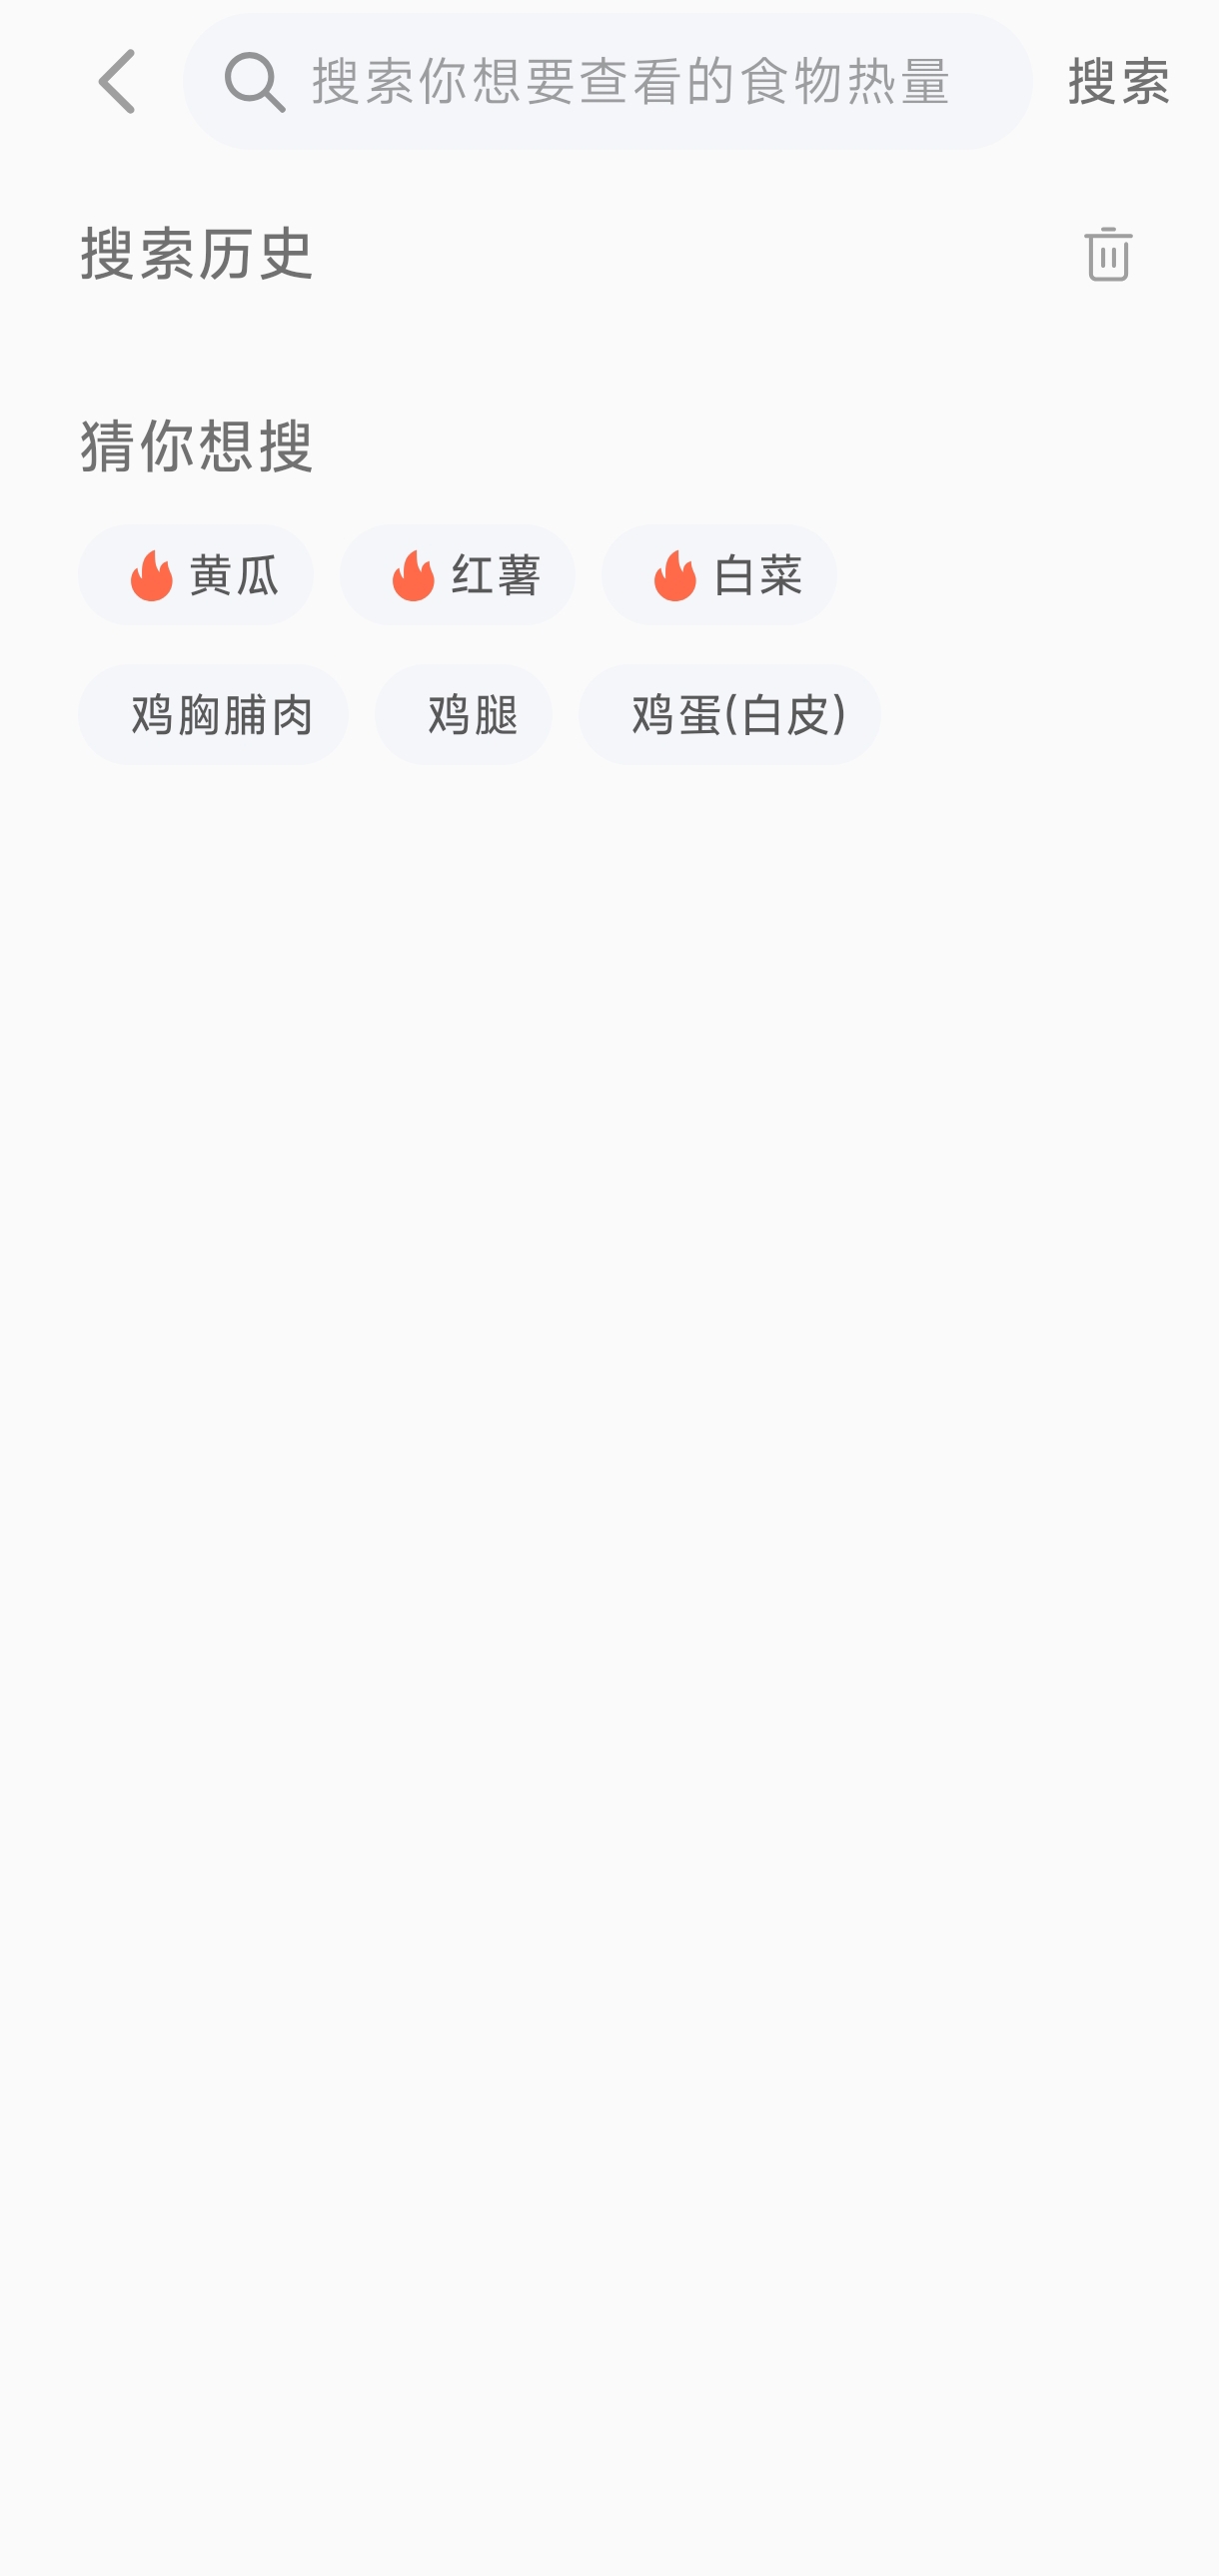 搜索你想要查看的食物热量 搜索
搜索历史
猜你想搜
黄瓜 红薯 白菜
鸡胸脯肉 鸡腿 鸡蛋(白皮)